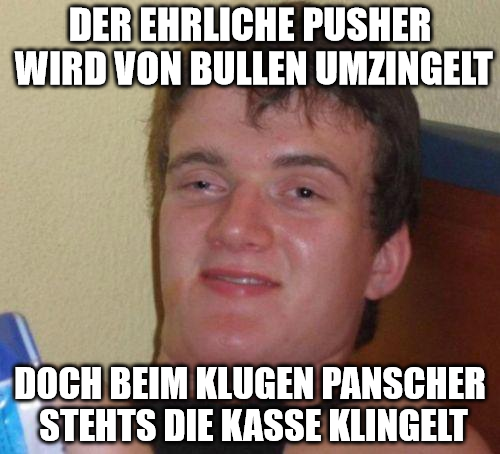 DER EHRLICHE PUSHER
WIRD VON BULLEN UMZINGELT
DOCH BEIM KLUGEN PANSCHER
STEHTS DIE KASSE KLINGELT